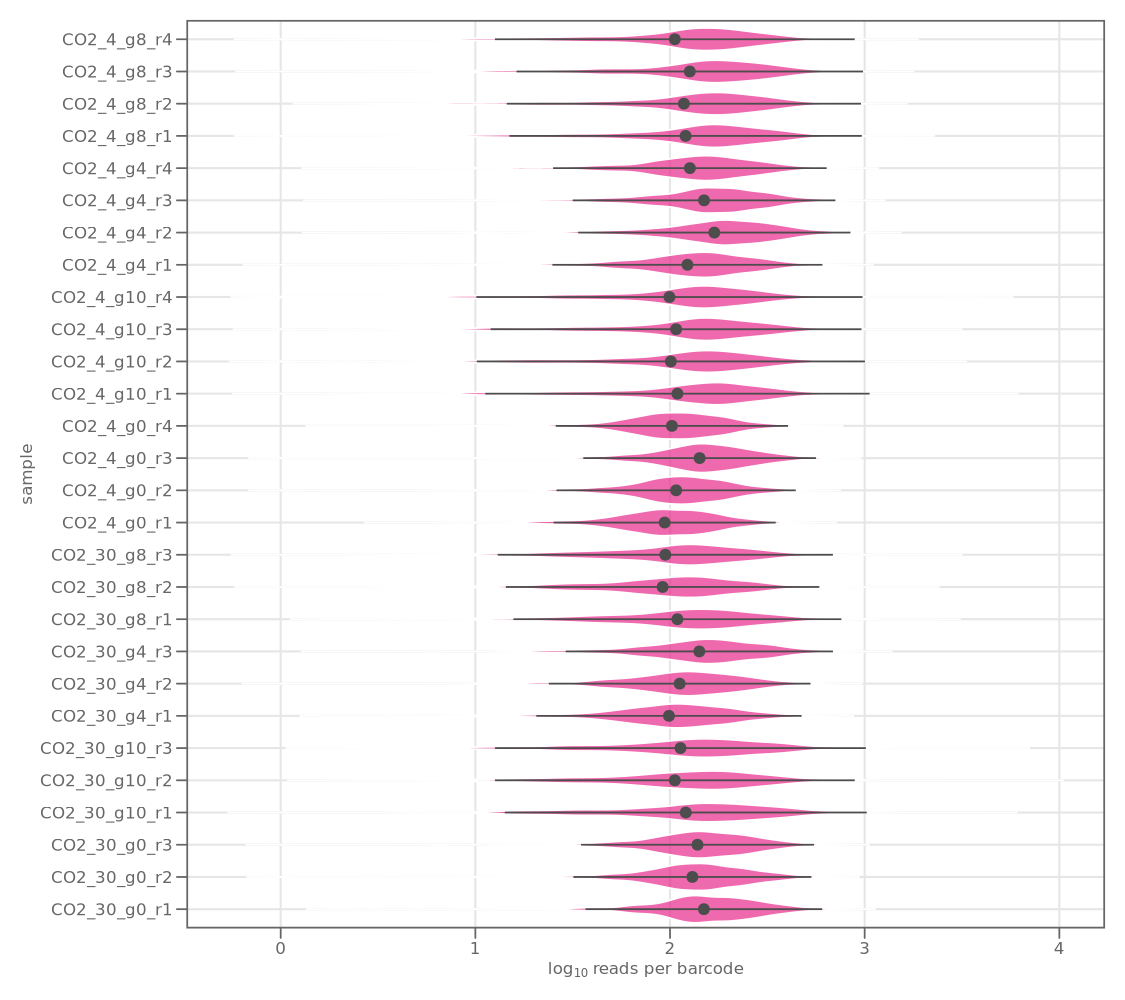 CO2_4_g8_r4
CO2_4_g8_r3
CO2_4_g8_r2
CO2_4_g8_r1
CO2_4_g4_r4
CO2_4_g4_r3
CO2_4_g4_r2
CO2_4_g4_r1
CO2_4_g10_r4
CO2_4_g10_r3
CO2_4_g10_r2
CO2_4_g10_r1
CO2_4_g0_r4
CO2_4_g0_r3
CO2_4_g0_r2
CO2_4_g0_r1
CO2_30_g8_r3
CO2_30_g8_r2
CO2_30_g8_r1
CO2_30_g4_r3
CO2_30_g4_r2
CO2_30_g4_r1
CO2_30_g10_r3
CO2_30_g10_r2
CO2_30_g10_r1
CO2_30_g0_r3
CO2_30_g0_r2
CO2_30_g0_r1
sample
0 1 2 3 4
log₁₀ reads per barcode